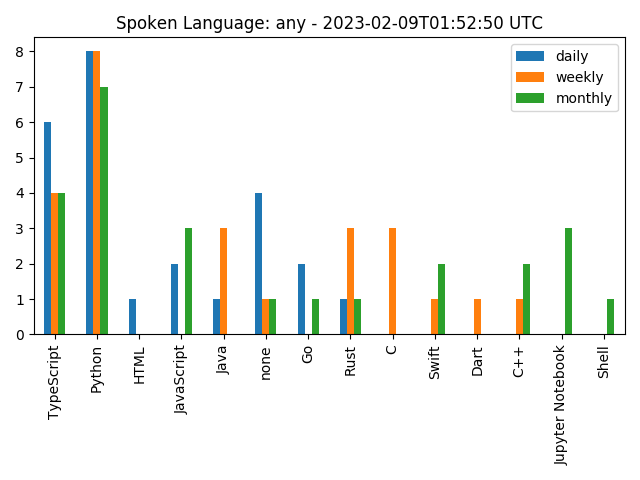 Spoken Language: any - 2023-02-09T01:52:50 UTC
daily
weekly
monthly
8
7
6
5
4
3
2
1
0
TypeScript
Python
HTML
JavaScript
Java
none
Go
Rust
C
Swift
Dart
C++
Jupyter Notebook
Shell